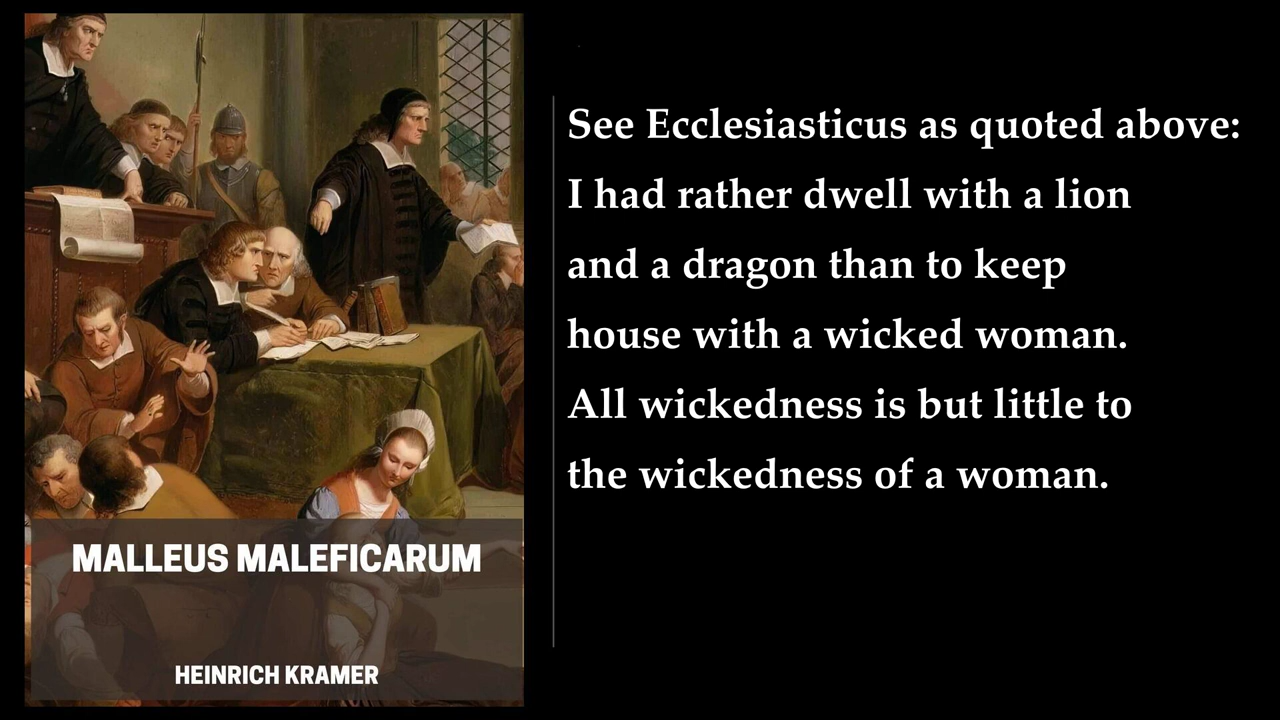 MALLEUS MALEFICARUM
HEINRICH KRAMER
See Ecclesiasticus as quoted above:
I had rather dwell with a lion
and a dragon than to keep
house with a wicked woman.
All wickedness is but little to
the wickedness of a woman.